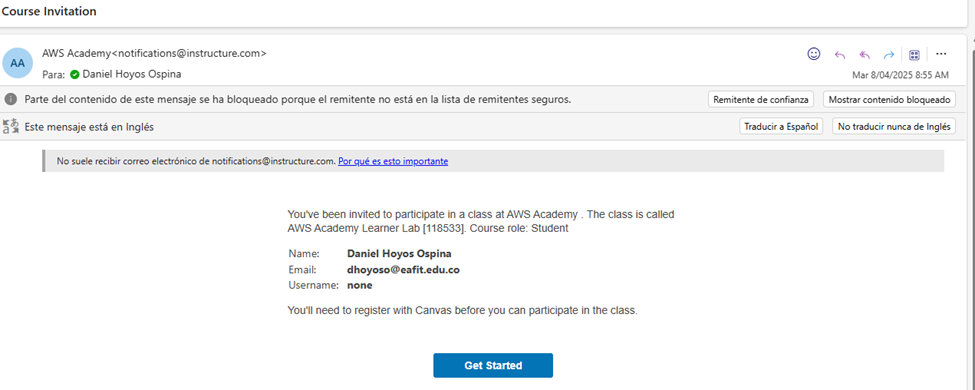 Course Invitation
AA
AWS Academy<notifications@instructure.com>
Para: Daniel Hoyos Ospina
Mar 8/04/2025 8:55 AM
Parte del contenido de este mensaje se ha bloqueado porque el remitente no está en la lista de remitentes seguros.
Remitente de confianza
Mostrar contenido bloqueado
Este mensaje está en Inglés
Traducir a Español
No traducir nunca de Inglés
No suele recibir correo electrónico de notifications@instructure.com. Por qué es esto importante
You've been invited to participate in a class at AWS Academy . The class is called
AWS Academy Learner Lab [118533]. Course role: Student
Name: Daniel Hoyos Ospina
Email: dhoyoso@eafit.edu.co
Username: none
You'll need to register with Canvas before you can participate in the class.
Get Started